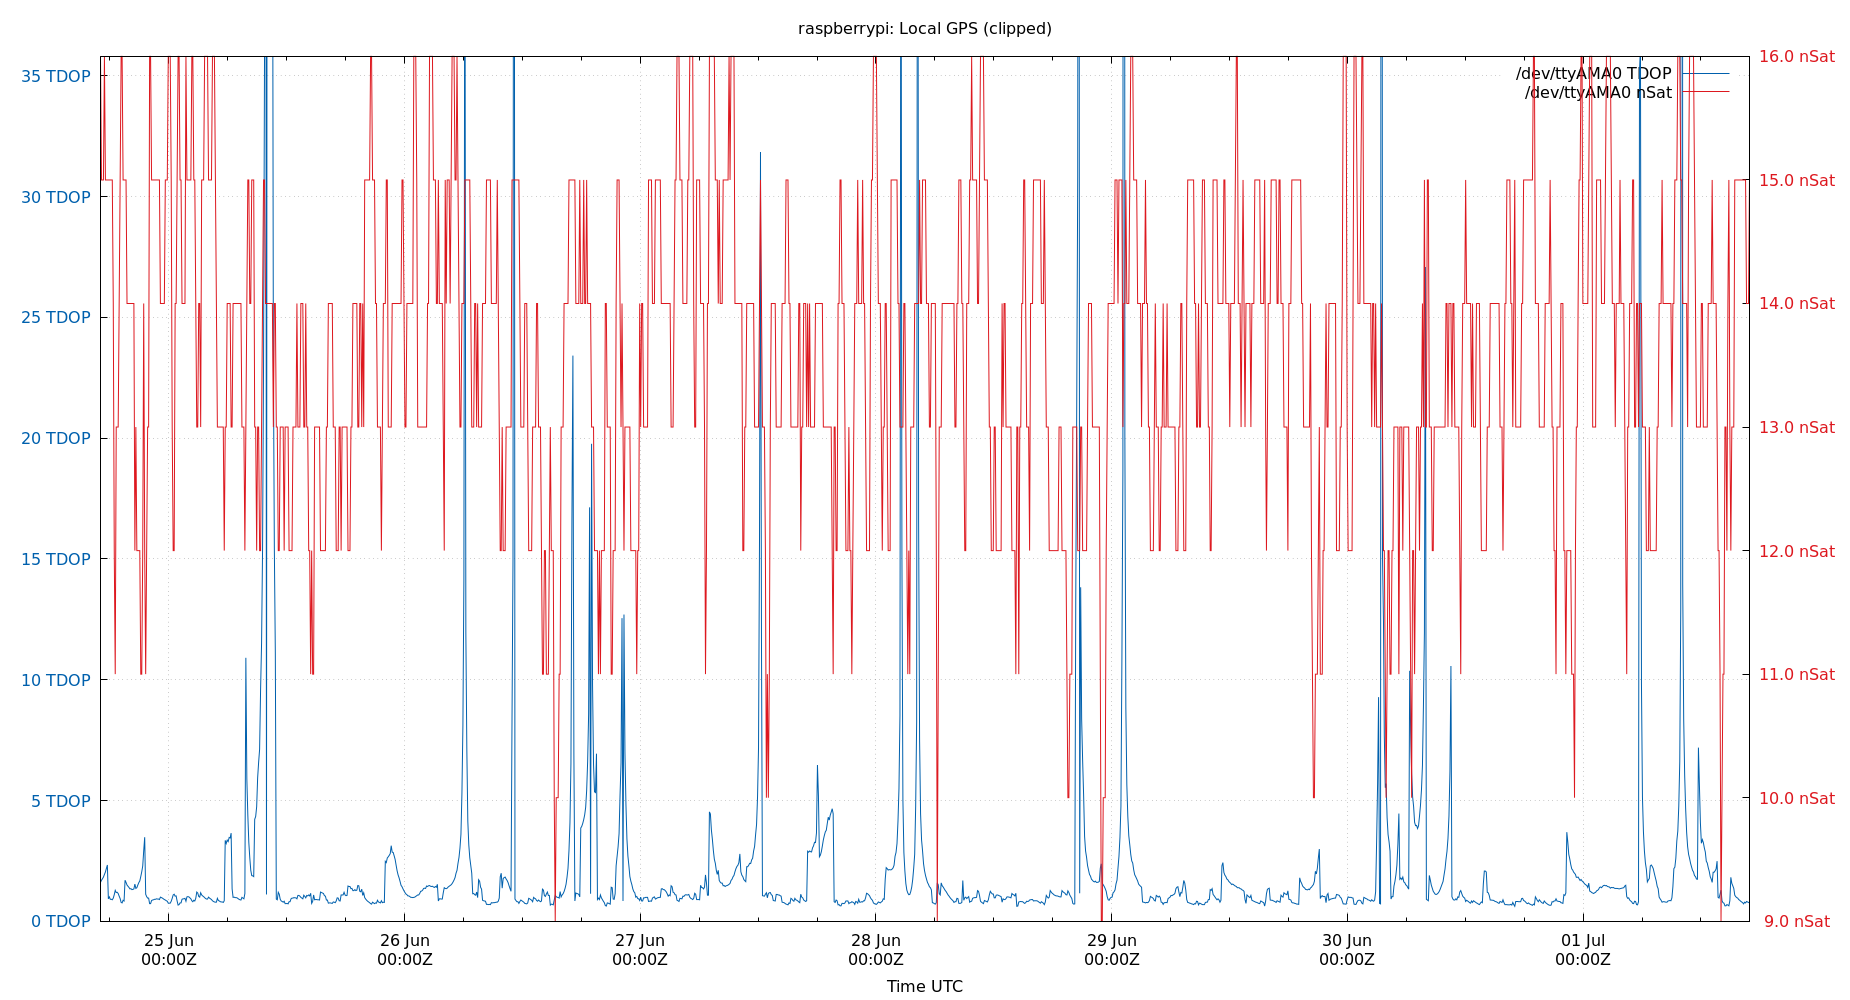 raspberrypi: Local GPS (clipped)
35 TDOP
30 TDOP
25 TDOP
20 TDOP
15 TDOP
10 TDOP
5 TDOP
0 TDOP
/dev/ttyAMA0 TDOP
/dev/ttyAMA0 nSat
16.0 nSat
15.0 nSat
14.0 nSat
13.0 nSat
12.0 nSat
11.0 nSat
10.0 nSat
9.0 nSat
25 Jun 26 Jun 27 Jun 28 Jun 29 Jun 30 Jun 01 Jul
00:00Z 00:00Z 00:00Z 00:00Z 00:00Z 00:00Z 00:00Z
Time UTC